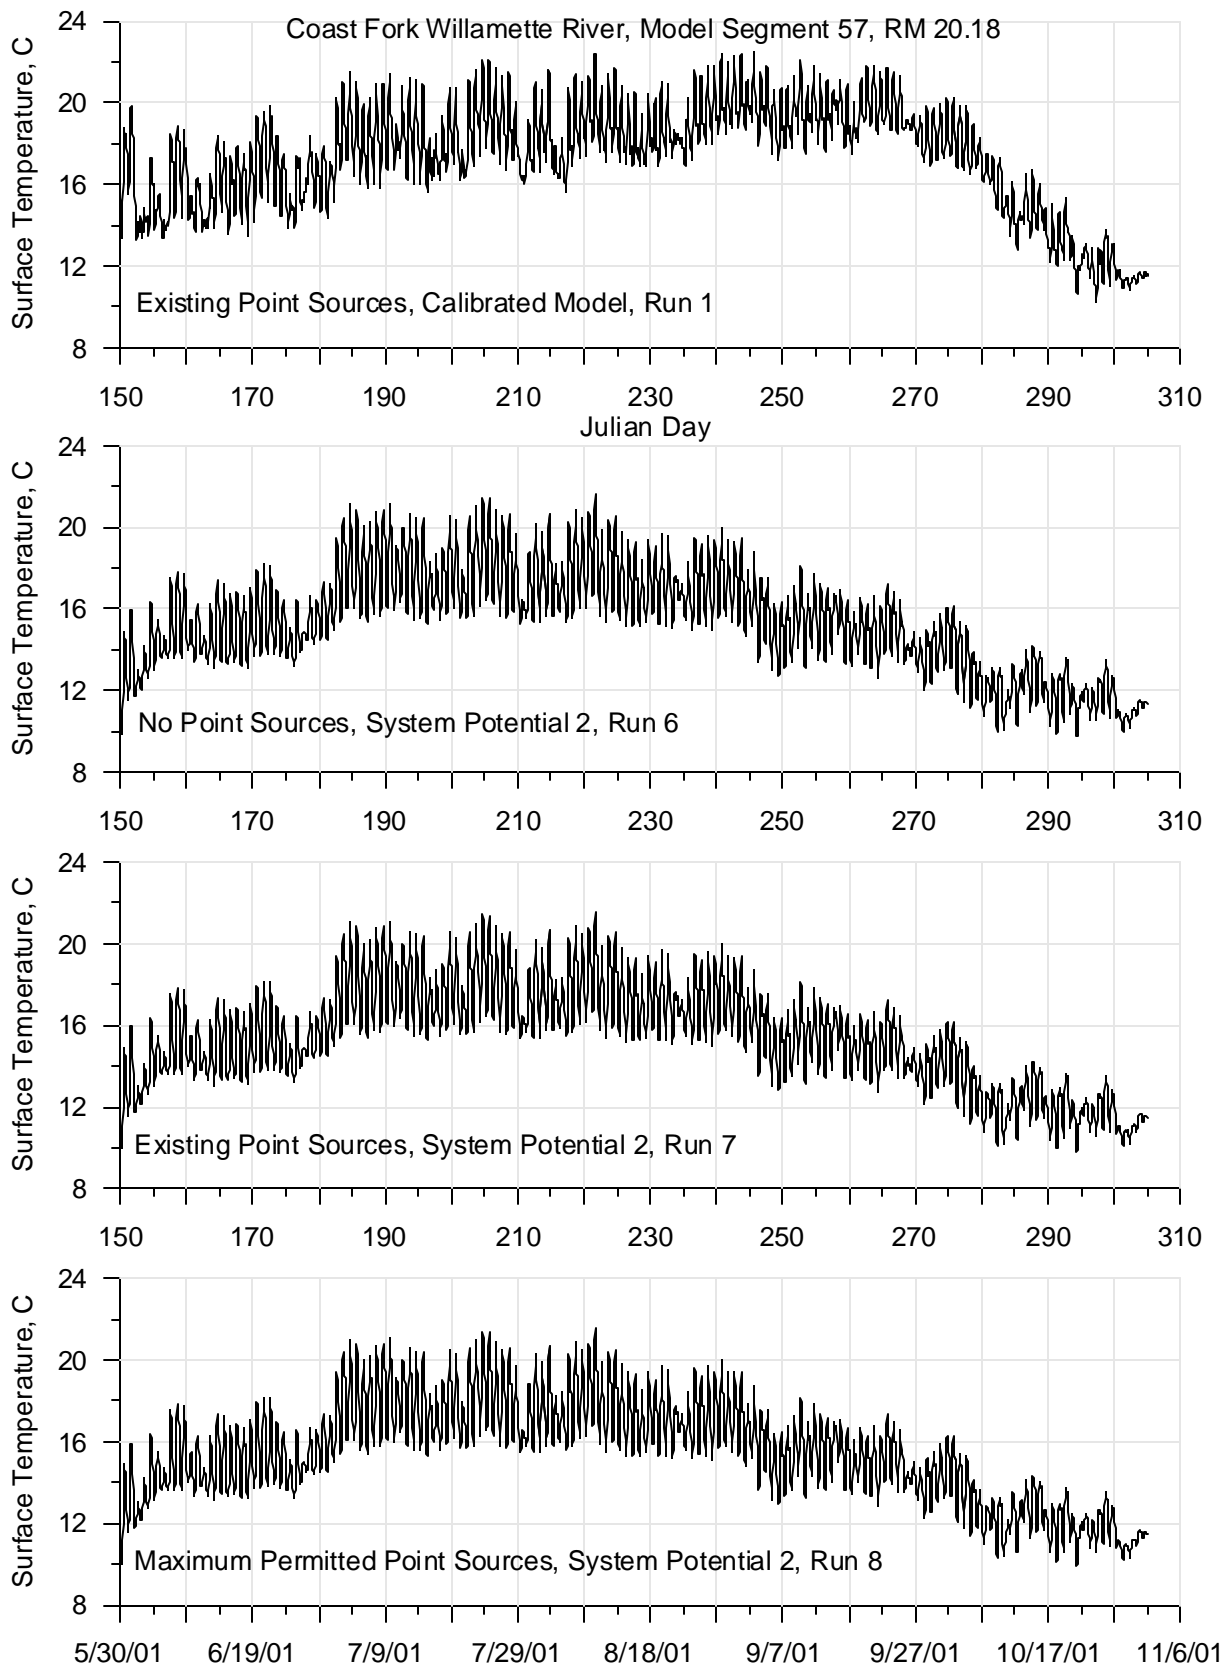 Coast Fork Willamette River, Model Segment 57, RM 20.18
Surface Temperature, C
24
20
16
12
8
Existing Point Sources, Calibrated Model, Run 1
150 170 190 210 230 250 270 290 310
Julian Day
Surface Temperature, C
24
20
16
12
8
No Point Sources, System Potential 2, Run 6
150 170 190 210 230 250 270 290 310
Surface Temperature, C
24
20
16
12
8
Existing Point Sources, System Potential 2, Run 7
150 170 190 210 230 250 270 290 310
Surface Temperature, C
24
20
16
12
8
Maximum Permitted Point Sources, System Potential 2, Run 8
5/30/01 6/19/01 7/9/01 7/29/01 8/18/01 9/7/01 9/27/01 10/17/01 11/6/01